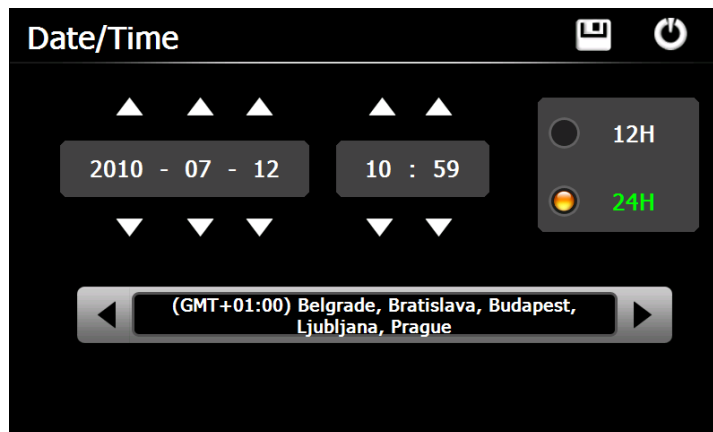 Date/Time
2010 - 07 - 12
10 : 59
12H
24H
(GMT+01:00) Belgrade, Bratislava, Budapest,
Ljubljana, Prague